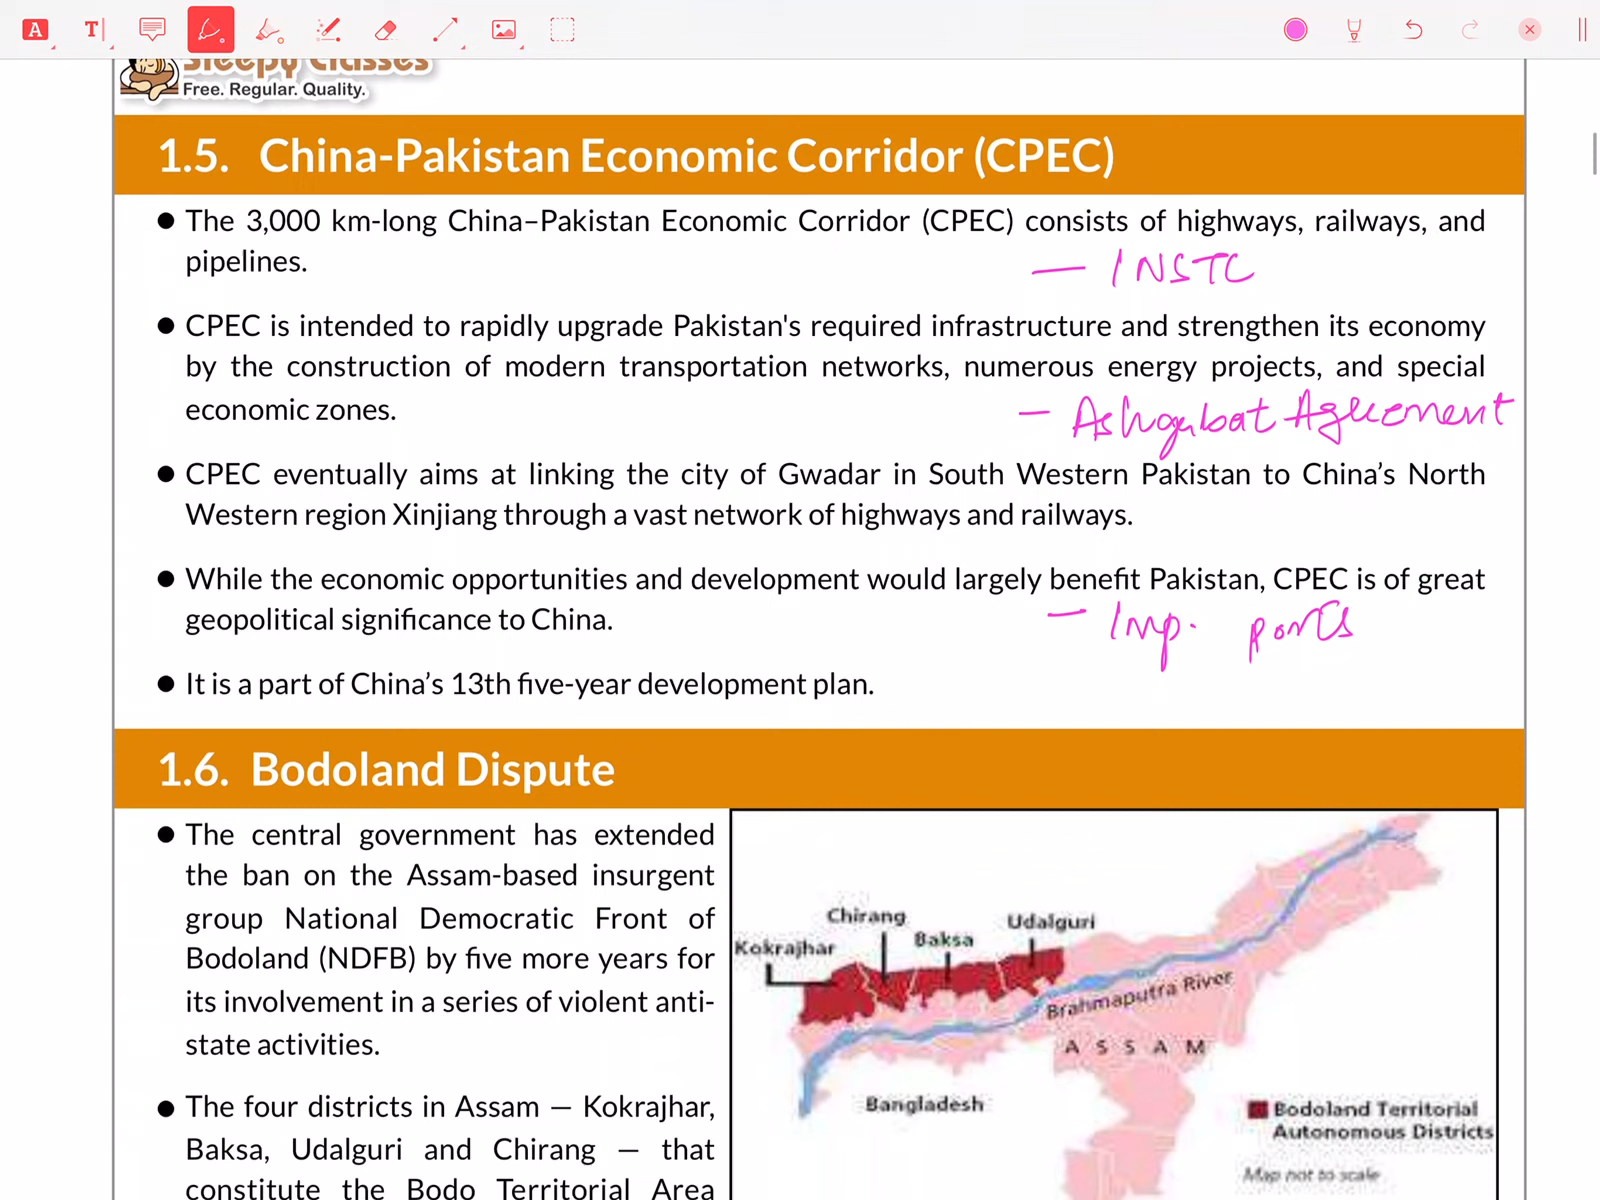 A T
Sleepy Classes
Free. Regular. Quality.
1.5. China-Pakistan Economic Corridor (CPEC)
● The 3,000 km-long China–Pakistan Economic Corridor (CPEC) consists of highways, railways, and
pipelines.
— INSTC
● CPEC is intended to rapidly upgrade Pakistan's required infrastructure and strengthen its economy
by the construction of modern transportation networks, numerous energy projects, and special
economic zones.
— Ashgabat Agreement
● CPEC eventually aims at linking the city of Gwadar in South Western Pakistan to China’s North
Western region Xinjiang through a vast network of highways and railways.
● While the economic opportunities and development would largely benefit Pakistan, CPEC is of great
geopolitical significance to China.
— Imp. ports
● It is a part of China’s 13th five-year development plan.
1.6. Bodoland Dispute
● The central government has extended
the ban on the Assam-based insurgent
group National Democratic Front of
Bodoland (NDFB) by five more years for
its involvement in a series of violent anti-
state activities.
● The four districts in Assam — Kokrajhar,
Baksa, Udalguri and Chirang — that
constitute the Bodo Territorial Area
Chirang
Udalguri
Baksa
Kokrajhar
Brahmaputra River
ASSAM
Bangladesh
Bodoland Territorial
Autonomous Districts
Map not to scale